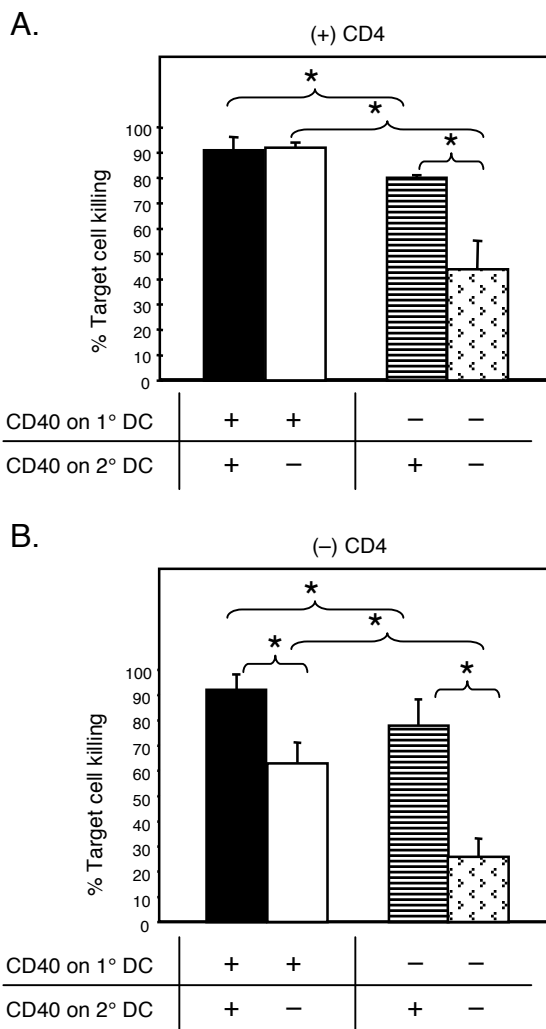 A.
(+) CD4
*
*
*
100
90
80
70
60
50
40
30
20
10
0
% Target cell killing
CD40 on 1° DC + + − −
CD40 on 2° DC + − + −
B.
(−) CD4
*
*
*
*
100
90
80
70
60
50
40
30
20
10
0
% Target cell killing
CD40 on 1° DC + + − −
CD40 on 2° DC + − + −